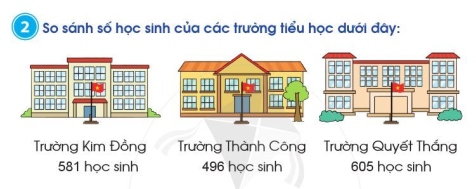 2 So sánh số học sinh của các trường tiểu học dưới đây:
Trường Kim Đồng
581 học sinh
Trường Thành Công
496 học sinh
Trường Quyết Thắng
605 học sinh